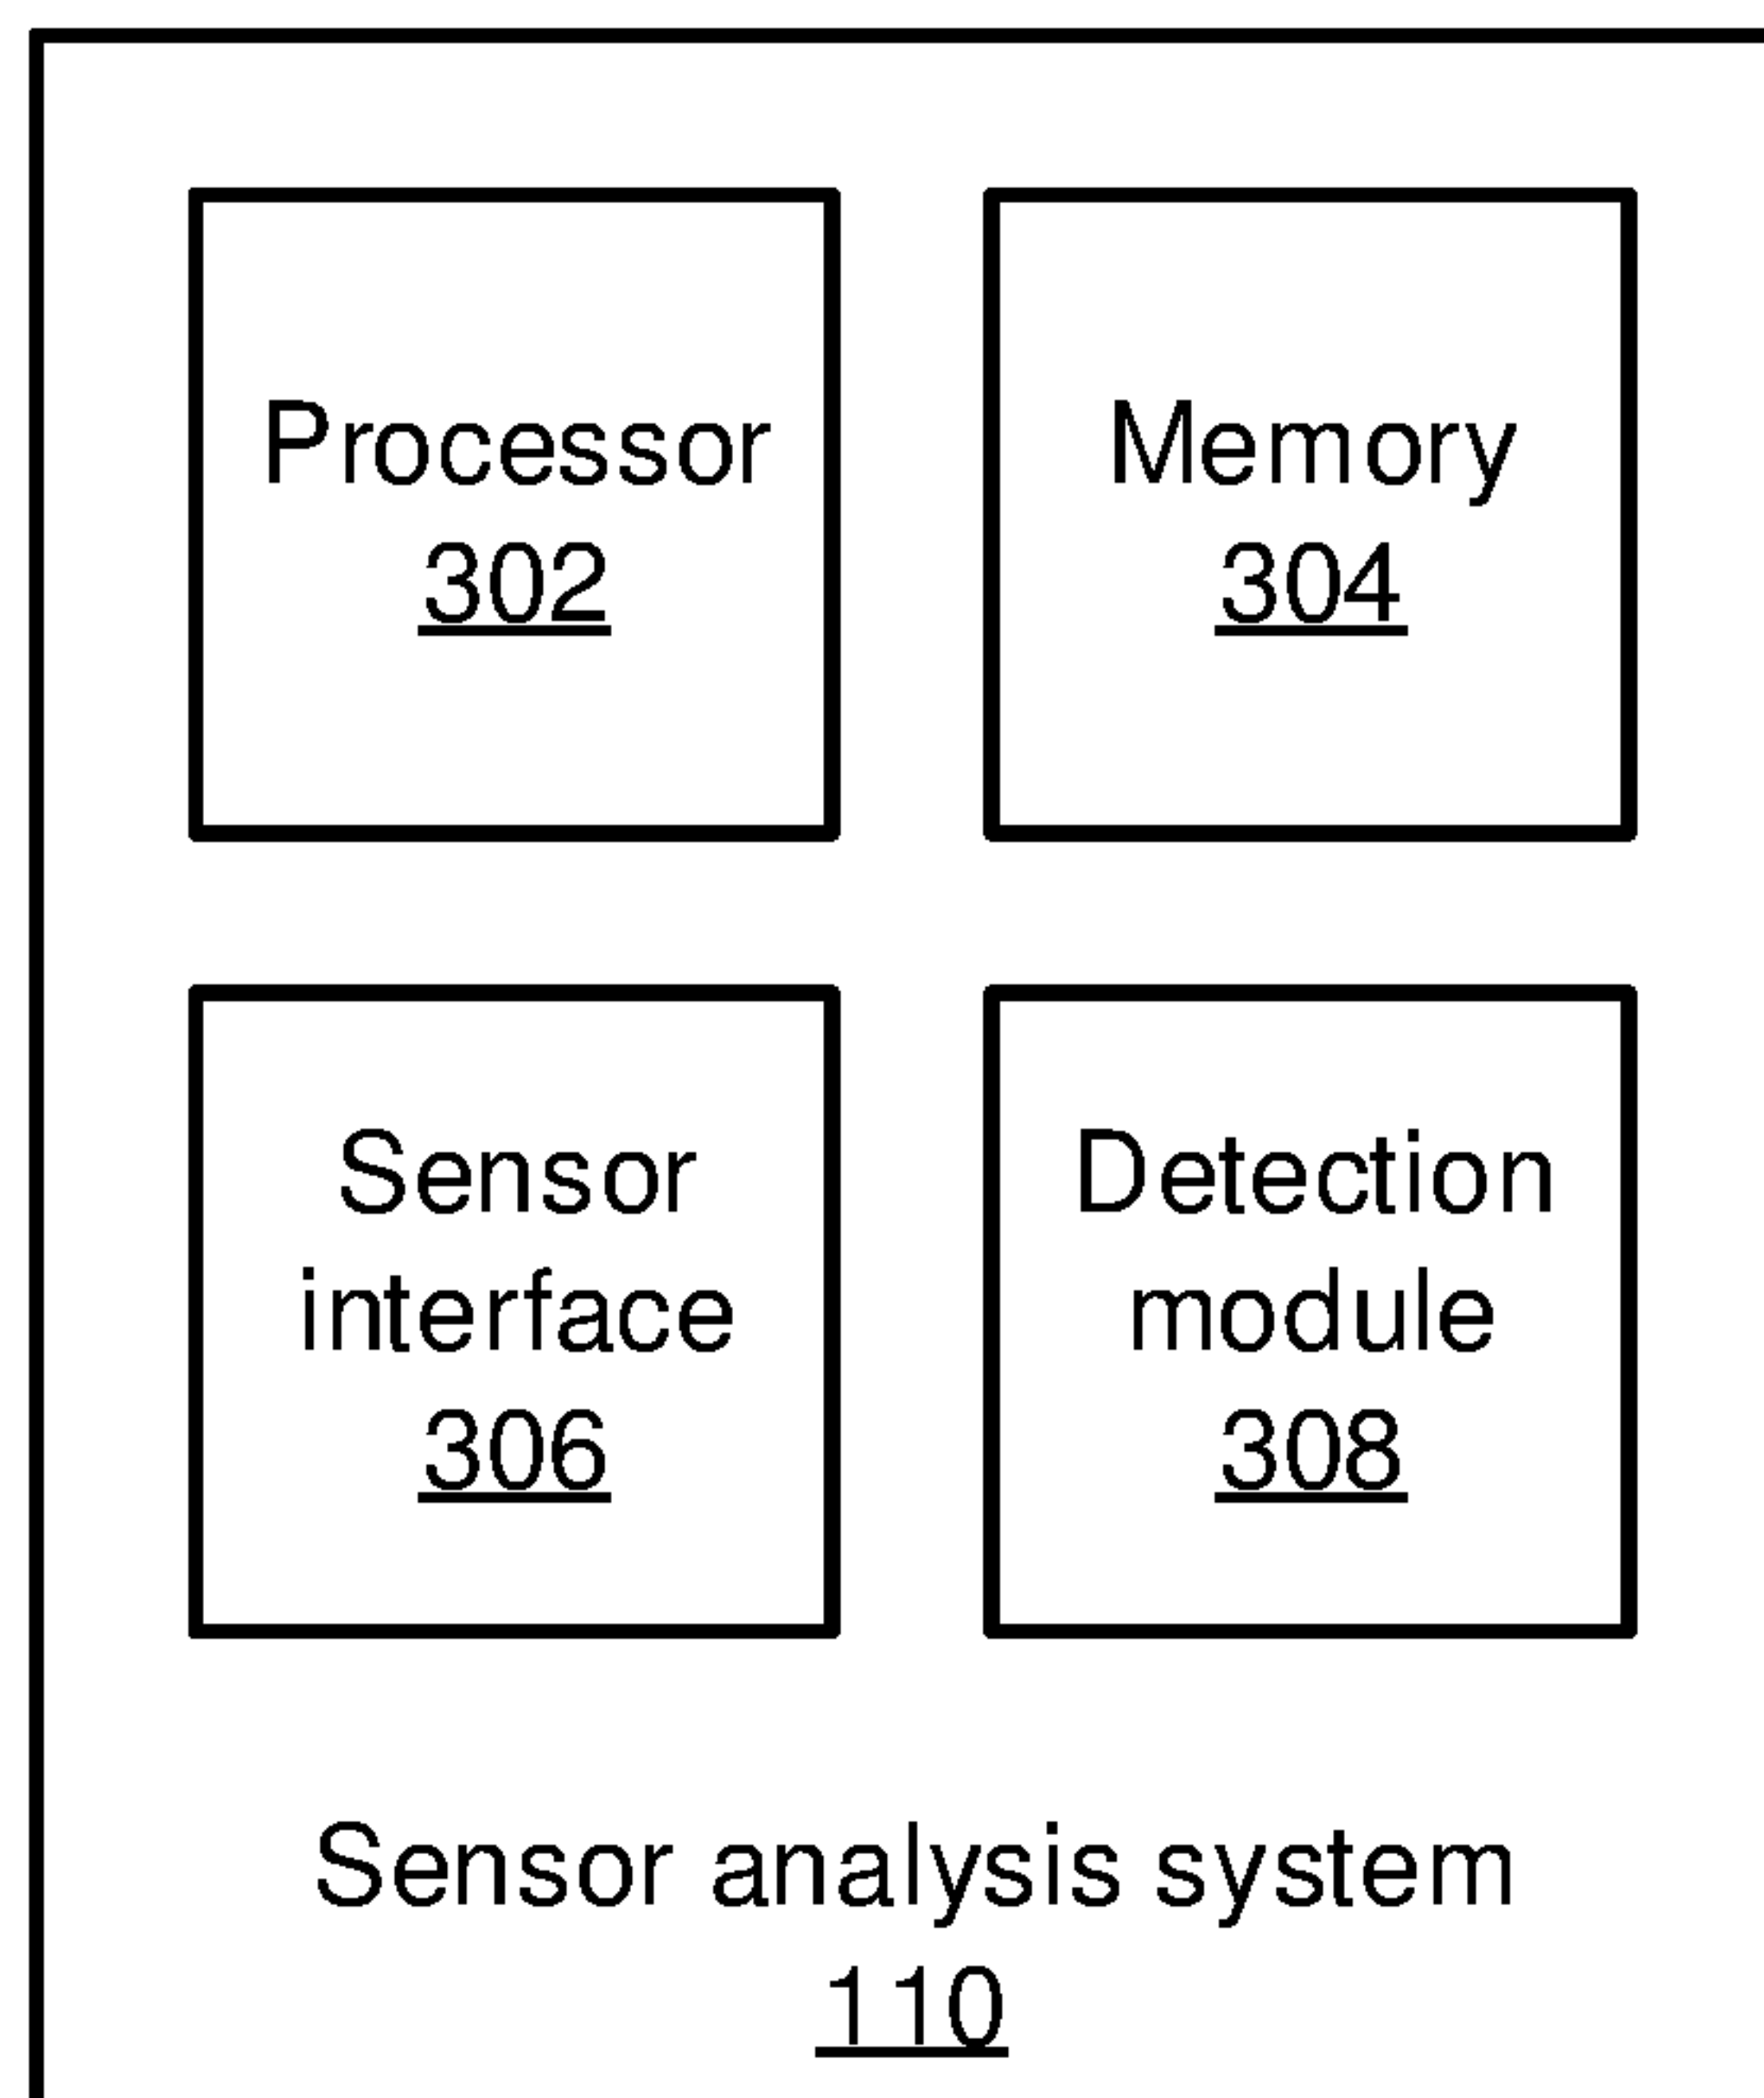 Processor
302
Memory
304
Sensor
interface
306
Detection
module
308
Sensor analysis system
110